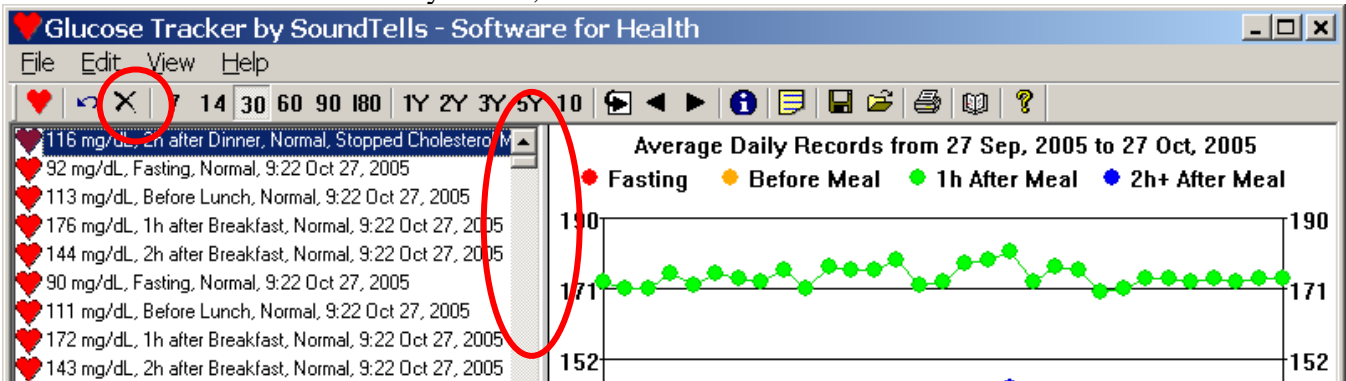 Glucose Tracker by SoundTells - Software for Health
File Edit View Help
7 14 30 60 90 180 1Y 2Y 3Y 5Y 10
116 mg/dL, 2h after Dinner, Normal, Stopped Cholesterol M
92 mg/dL, Fasting, Normal, 9:22 Oct 27, 2005
113 mg/dL, Before Lunch, Normal, 9:22 Oct 27, 2005
176 mg/dL, 1h after Breakfast, Normal, 9:22 Oct 27, 2005
144 mg/dL, 2h after Breakfast, Normal, 9:22 Oct 27, 2005
90 mg/dL, Fasting, Normal, 9:22 Oct 27, 2005
111 mg/dL, Before Lunch, Normal, 9:22 Oct 27, 2005
172 mg/dL, 1h after Breakfast, Normal, 9:22 Oct 27, 2005
143 mg/dL, 2h after Breakfast, Normal, 9:22 Oct 27, 2005
Average Daily Records from 27 Sep, 2005 to 27 Oct, 2005
Fasting Before Meal 1h After Meal 2h+ After Meal
190 190
171 171
152 152